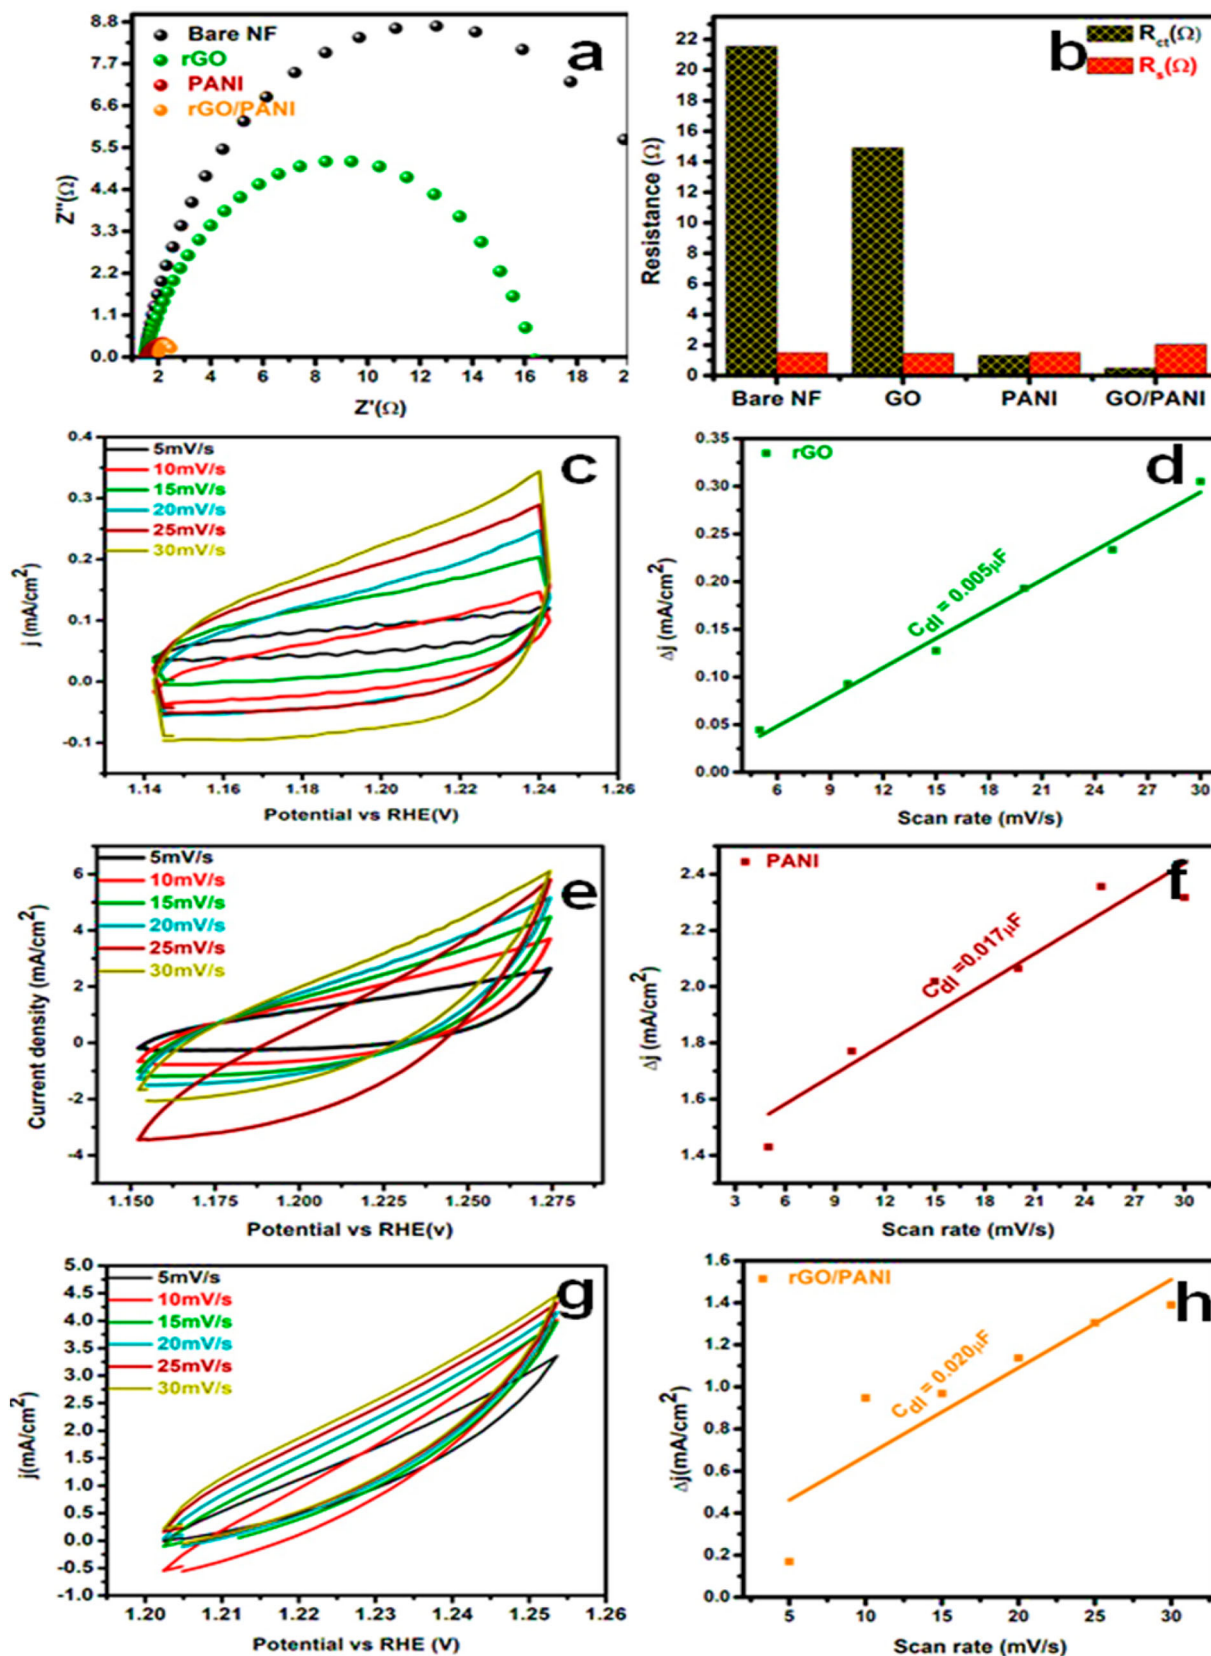 a
Bare NF
rGO
PANI
rGO/PANI
8.8
7.7
6.6
5.5
4.4
3.3
2.2
1.1
0.0
2 4 6 8 10 12 14 16 18 2
Z''(Ω)
Z'(Ω)
b
Rct(Ω)
Rs(Ω)
22
20
18
16
14
12
10
8
6
4
2
0
Resistance (Ω)
Bare NF GO PANI GO/PANI
c
5mV/s
10mV/s
15mV/s
20mV/s
25mV/s
30mV/s
0.4
0.3
0.2
0.1
0.0
-0.1
j (mA/cm2)
1.14 1.16 1.18 1.20 1.22 1.24 1.26
Potential vs RHE(V)
d
rGO
Cdl = 0.005µF
0.35
0.30
0.25
0.20
0.15
0.10
0.05
0.00
Δj (mA/cm2)
6 9 12 15 18 21 24 27 30
Scan rate (mV/s)
e
5mV/s
10mV/s
15mV/s
20mV/s
25mV/s
30mV/s
6
4
2
0
-2
-4
Current density (mA/cm2)
1.150 1.175 1.200 1.225 1.250 1.275
Potential vs RHE(v)
f
PANI
Cdl =0.017µF
2.4
2.2
2.0
1.8
1.6
1.4
Δj (mA/cm2)
3 6 9 12 15 18 21 24 27 30
Scan rate (mV/s)
g
5mV/s
10mV/s
15mV/s
20mV/s
25mV/s
30mV/s
5.0
4.5
4.0
3.5
3.0
2.5
2.0
1.5
1.0
0.5
0.0
-0.5
-1.0
j(mA/cm2)
1.20 1.21 1.22 1.23 1.24 1.25 1.26
Potential vs RHE (V)
h
rGO/PANI
Cdl = 0.020µF
1.6
1.4
1.2
1.0
0.8
0.6
0.4
0.2
0.0
Δj(mA/cm2)
5 10 15 20 25 30
Scan rate (mV/s)